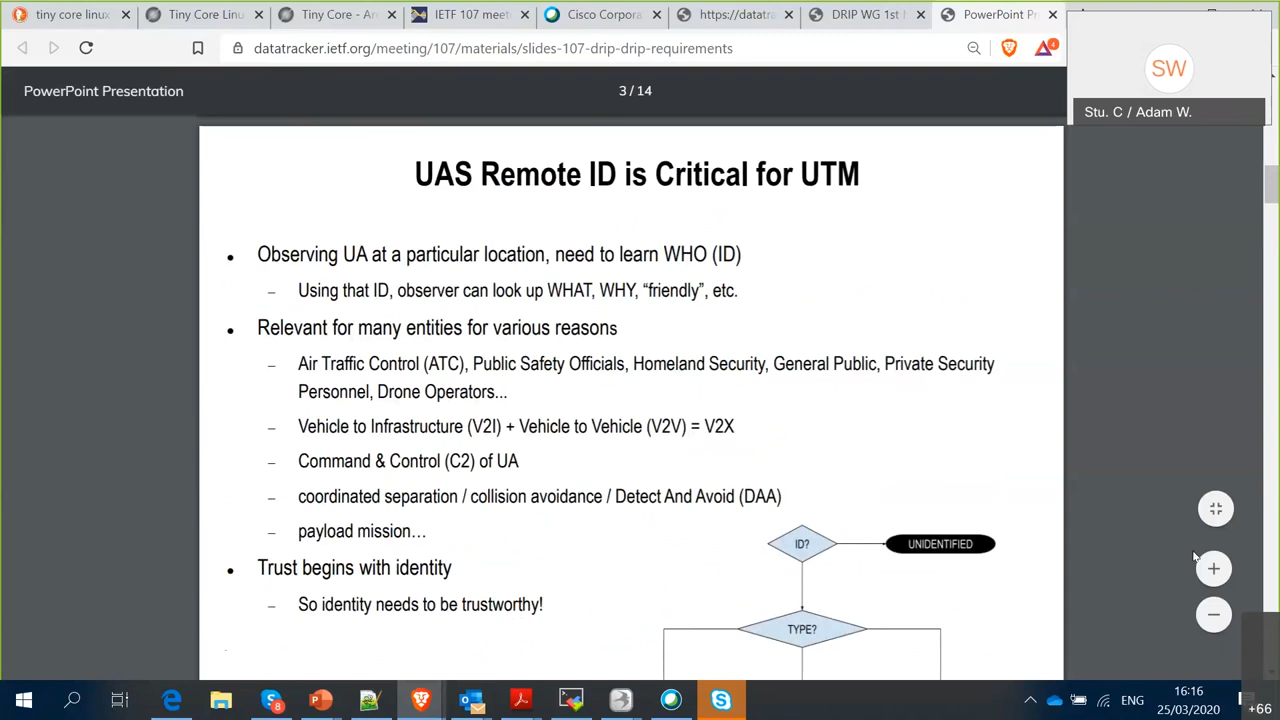 tiny core linux
Tiny Core Linu
Tiny Core - Ar
IETF 107 meet
Cisco Corpora
https://datatra
DRIP WG 1st
PowerPoint Pr
datatracker.ietf.org/meeting/107/materials/slides-107-drip-drip-requirements
4
PowerPoint Presentation
3 / 14
SW
Stu. C / Adam W.
UAS Remote ID is Critical for UTM
• Observing UA at a particular location, need to learn WHO (ID)
– Using that ID, observer can look up WHAT, WHY, “friendly”, etc.
• Relevant for many entities for various reasons
– Air Traffic Control (ATC), Public Safety Officials, Homeland Security, General Public, Private Security
Personnel, Drone Operators...
– Vehicle to Infrastructure (V2I) + Vehicle to Vehicle (V2V) = V2X
– Command & Control (C2) of UA
– coordinated separation / collision avoidance / Detect And Avoid (DAA)
– payload mission…
• Trust begins with identity
– So identity needs to be trustworthy!
ID?
UNIDENTIFIED
TYPE?
8
ENG
16:16
25/03/2020
+66